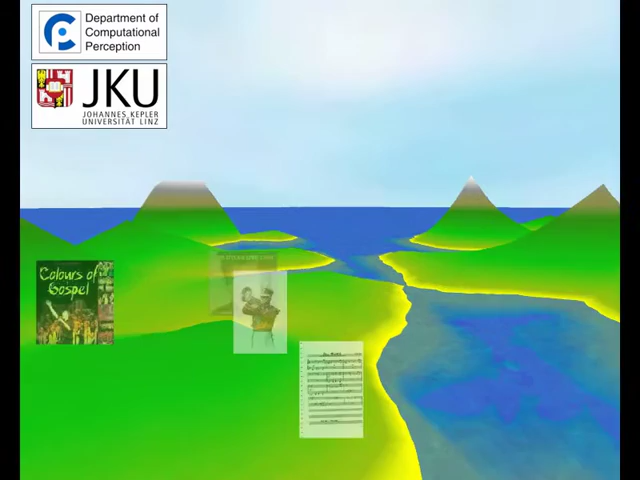 Department of
Computational
Perception
JKU
JOHANNES KEPLER
UNIVERSITÄT LINZ
Colours of
Gospel